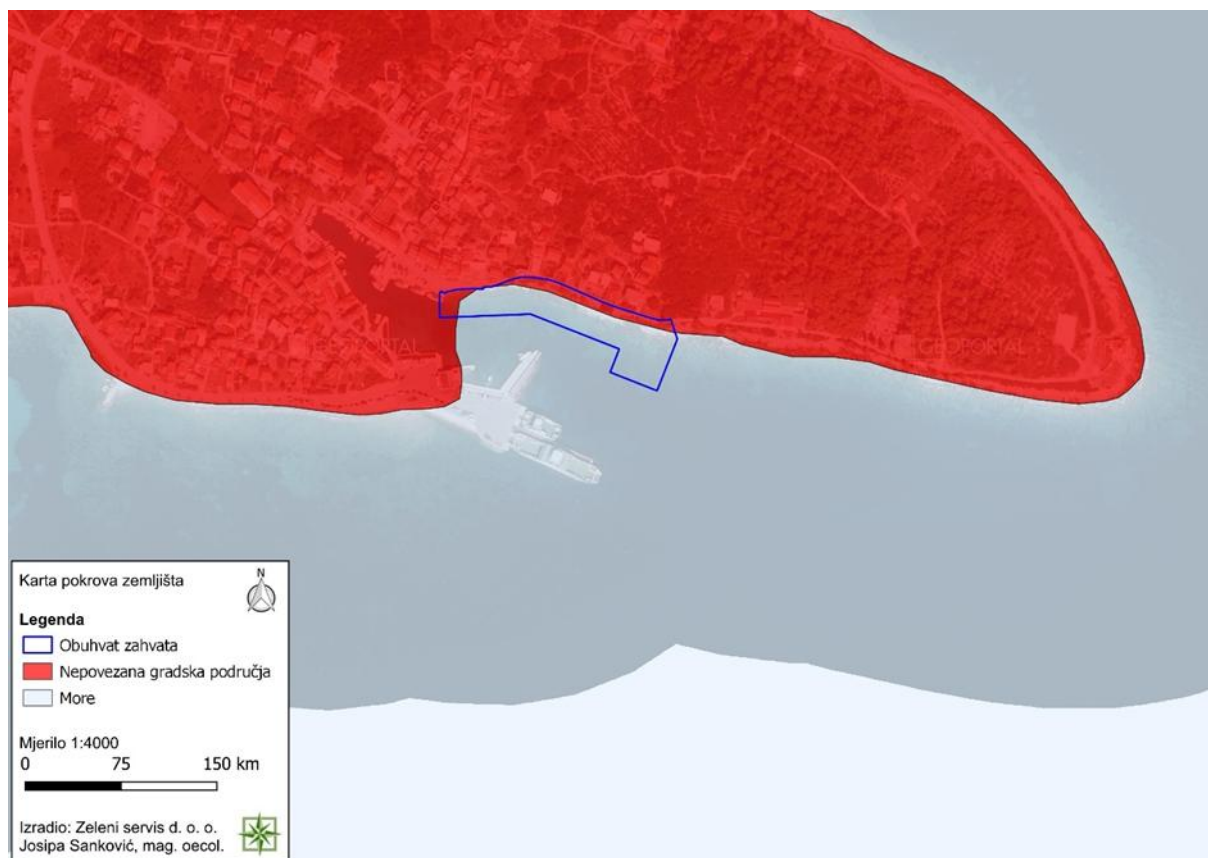 GEOPORTAL
GEOPORTAL
Karta pokrova zemljišta
N
Legenda
Obuhvat zahvata
Nepovezana gradska područja
More
Mjerilo 1:4000
0 75 150 km
Izradio: Zeleni servis d. o. o.
Josipa Sanković, mag. oecol.